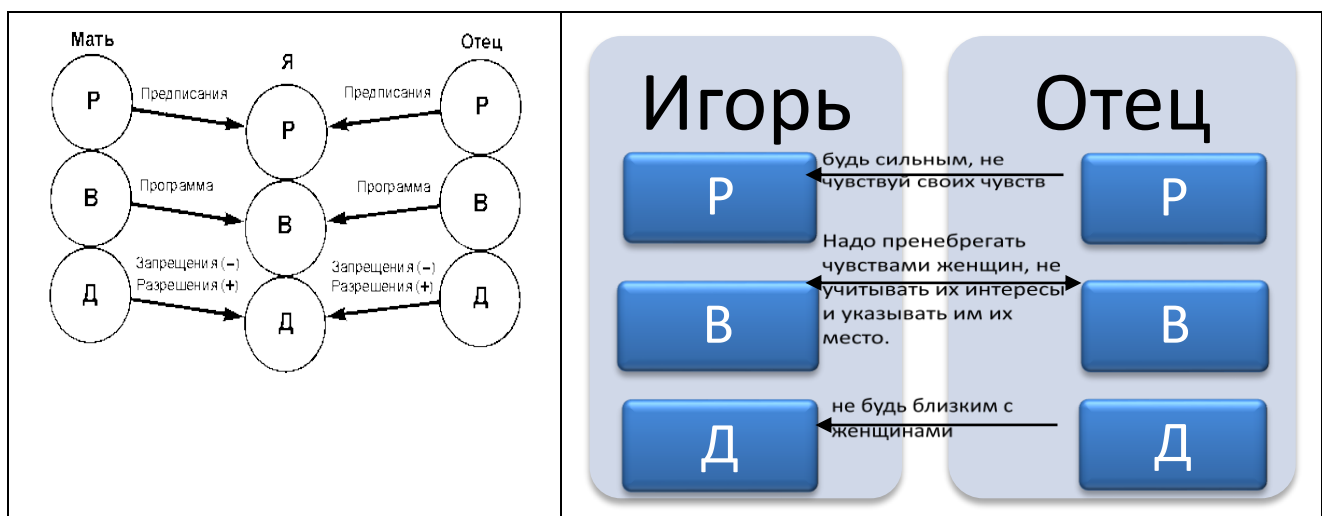 Мать
Я
Отец
Р
Предписания
Р
Предписания
Р
В
Программа
В
Программа
В
Д
Запрещения (–)
Разрешения (+)
Д
Запрещения (–)
Разрешения (+)
Д
Игорь
Отец
Р
будь сильным, не
чувствуй своих чувств
Р
В
Надо пренебрегать
чувствами женщин, не
учитывать их интересы
и указывать им их
место.
В
Д
не будь близким с
женщинами
Д